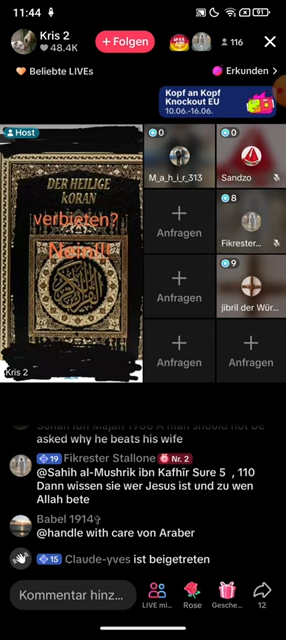 11:44
91
Kris 2
48.4K
+ Folgen
116
Beliebte LIVEs
Erkunden >
Kopf an Kopf
Knockout EU
10.06.-16.06.
Host
DER HEILIGE
KORAN
verbieten?
Nein!!!
Kris 2
0
M_a_h_i_r_313
0
Sandzo
Anfragen
8
Fikrester...
Anfragen
9
jibril der Wür...
Anfragen
Anfragen
asked why he beats his wife
19 Fikrester Stallone Nr. 2
@Sahih al-Mushrik ibn Kafhīr Sure 5 , 110
Dann wissen sie wer Jesus ist und zu wen
Allah bete
Babel 1914✞
@handle with care von Araber
15 Claude-yves ist beigetreten
Kommentar hinz...
LIVE mi...
Rose
Gesche...
12